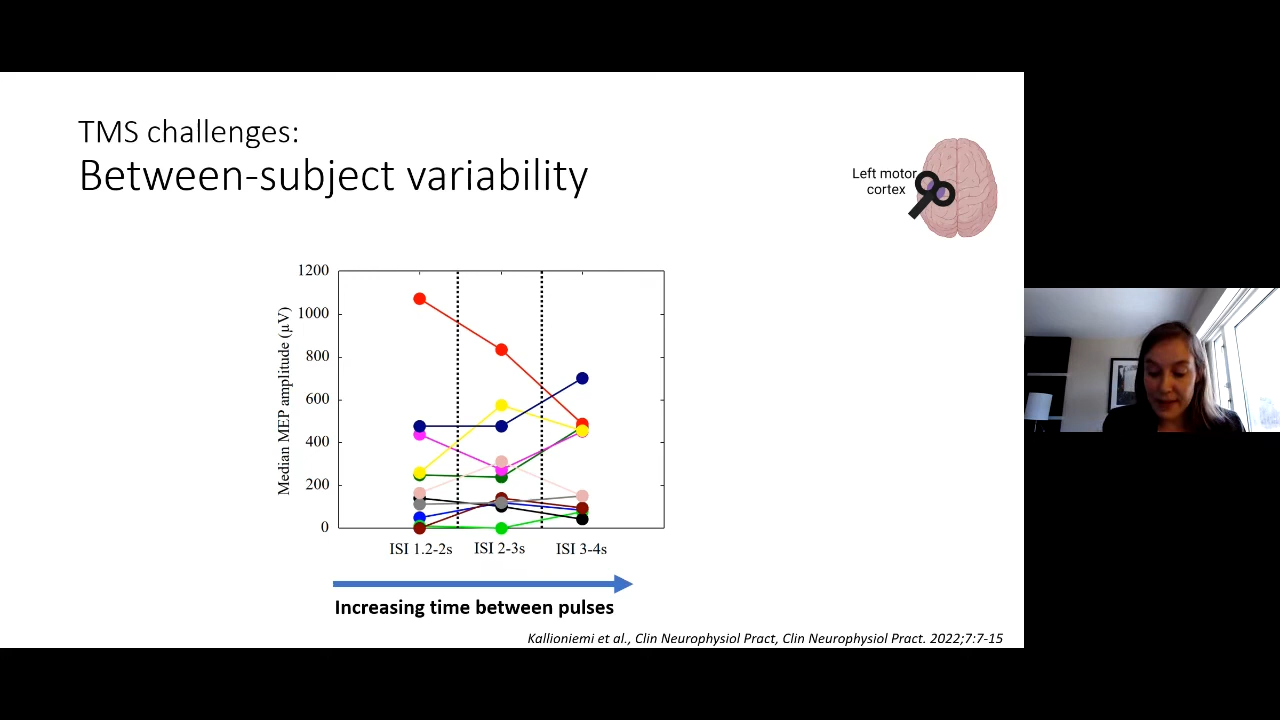 TMS challenges:
Between-subject variability
Left motor
cortex
Median MEP amplitude (µV)
1200
1000
800
600
400
200
0
ISI 1.2-2s
ISI 2-3s
ISI 3-4s
Increasing time between pulses
Kallioniemi et al., Clin Neurophysiol Pract, Clin Neurophysiol Pract. 2022;7:7-15